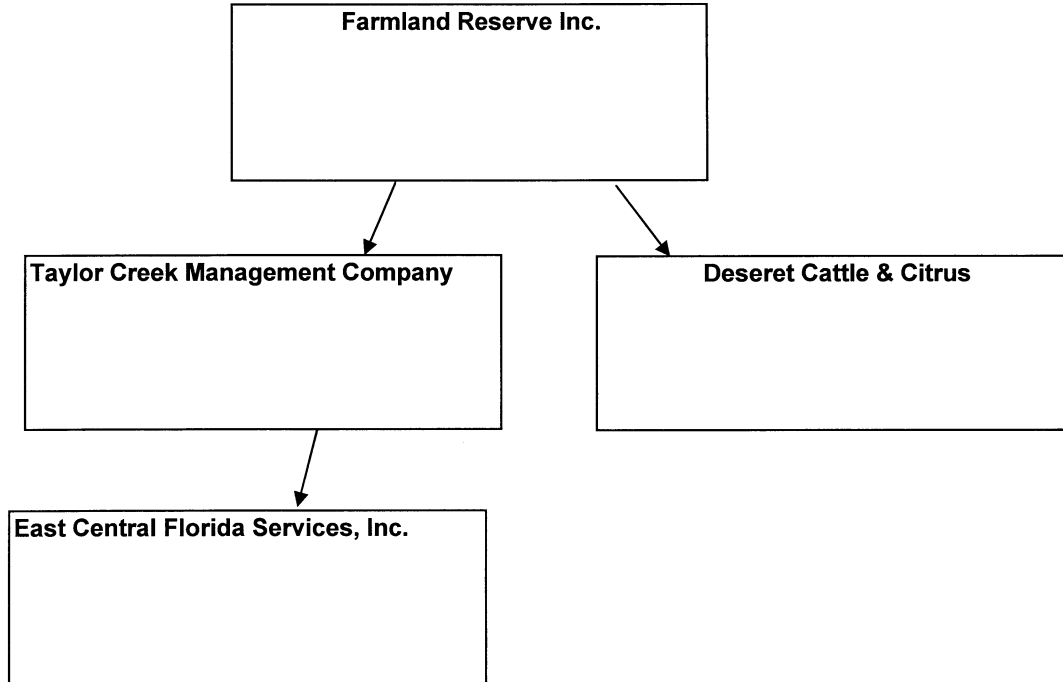 Farmland Reserve Inc.
Taylor Creek Management Company
Deseret Cattle & Citrus
East Central Florida Services, Inc.